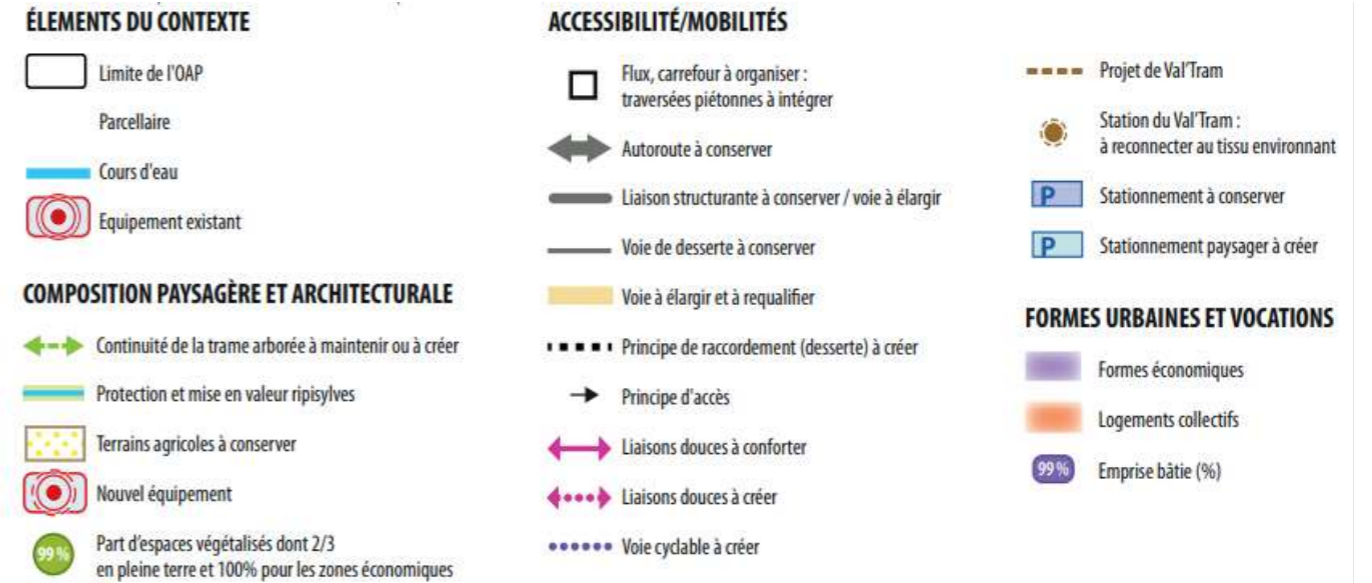 ÉLEMENTS DU CONTEXTE
Limite de l'OAP
Parcellaire
Cours d'eau
Equipement existant
COMPOSITION PAYSAGÈRE ET ARCHITECTURALE
Continuité de la trame arborée à maintenir ou à créer
Protection et mise en valeur ripisylves
Terrains agricoles à conserver
Nouvel équipement
99%
Part d'espaces végétalisés dont 2/3
en pleine terre et 100% pour les zones économiques
ACCESSIBILITÉ/MOBILITÉS
Flux, carrefour à organiser :
traversées piétonnes à intégrer
Autoroute à conserver
Liaison structurante à conserver / voie à élargir
Voie de desserte à conserver
Voie à élargir et à requalifier
Principe de raccordement (desserte) à créer
Principe d'accès
Liaisons douces à conforter
Liaisons douces à créer
Voie cyclable à créer
Projet de Val'Tram
Station du Val'Tram :
à reconnecter au tissu environnant
P Stationnement à conserver
P Stationnement paysager à créer
FORMES URBAINES ET VOCATIONS
Formes économiques
Logements collectifs
99% Emprise bâtie (%)